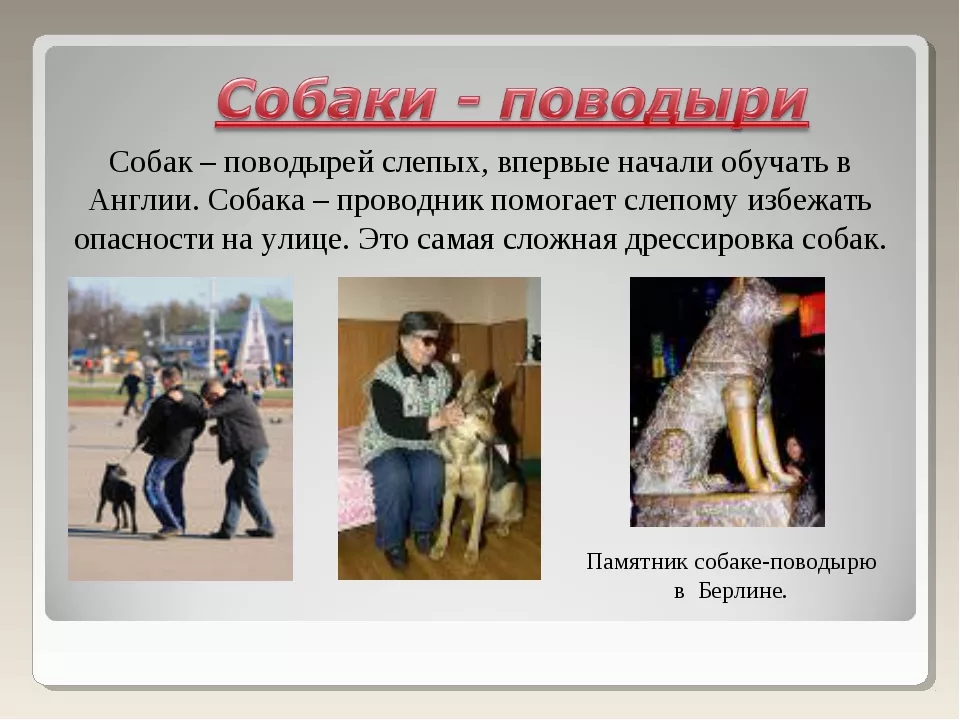 Собаки - поводыри
Собак – поводырей слепых, впервые начали обучать в
Англии. Собака – проводник помогает слепому избежать
опасности на улице. Это самая сложная дрессировка собак.
Памятник собаке-поводырю
в Берлине.